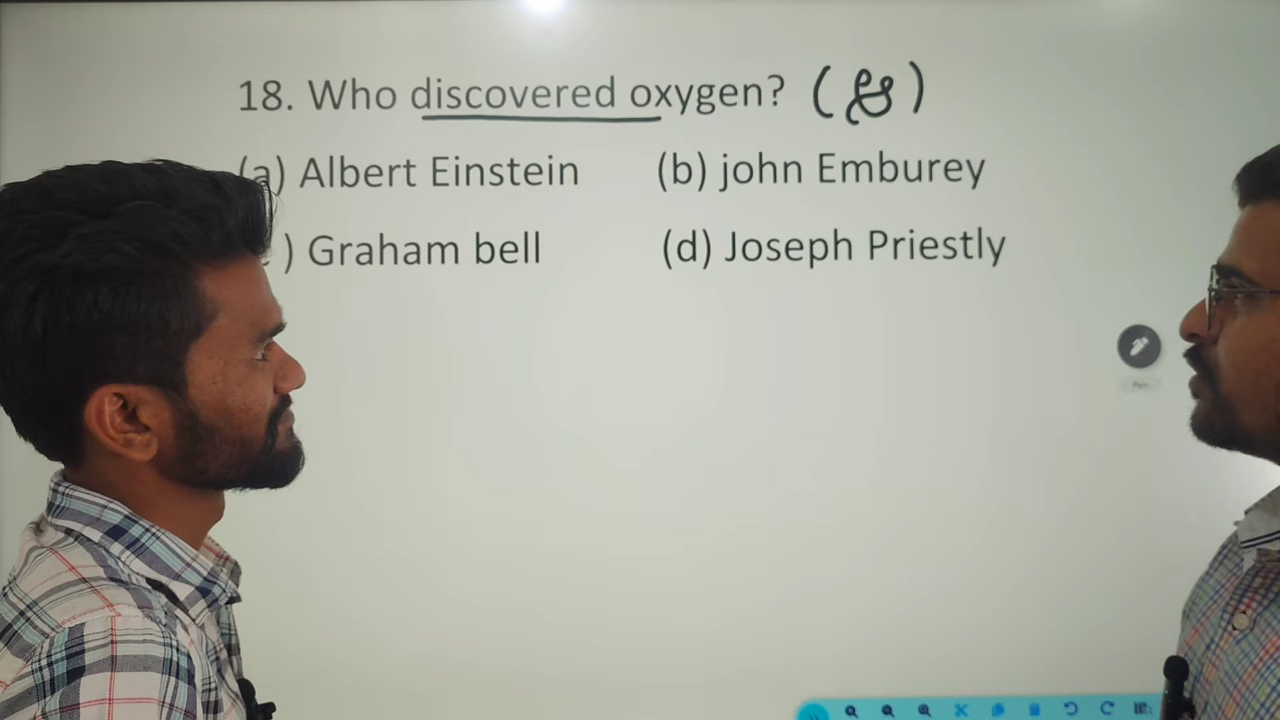 18. Who discovered oxygen? ( )
(a) Albert Einstein (b) john Emburey
) Graham bell (d) Joseph Priestly